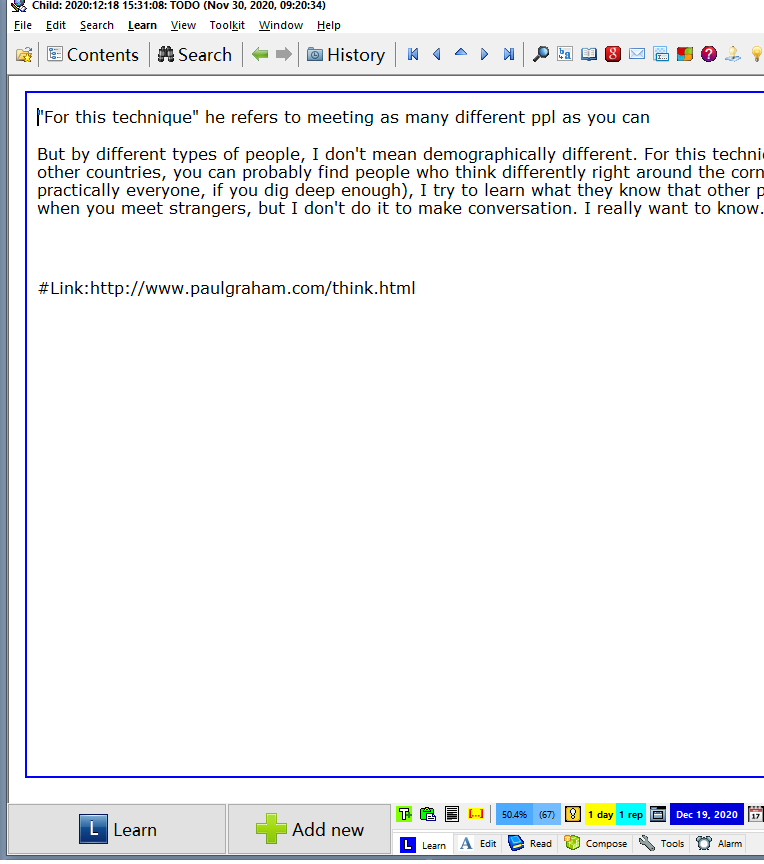 Child: 2020:12:18 15:31:08: TODO (Nov 30, 2020, 09:20:34)
File Edit Search Learn View Toolkit Window Help
Contents Search History 8 ?
"For this technique" he refers to meeting as many different ppl as you can
But by different types of people, I don't mean demographically different. For this techni
other countries, you can probably find people who think differently right around the corn
practically everyone, if you dig deep enough), I try to learn what they know that other p
when you meet strangers, but I don't do it to make conversation. I really want to know.
#Link:http://www.paulgraham.com/think.html
L Learn Add new
T [...] 50.4% (67) 1 day 1 rep Dec 19, 2020 17
L Learn A Edit Read Compose Tools Alarm